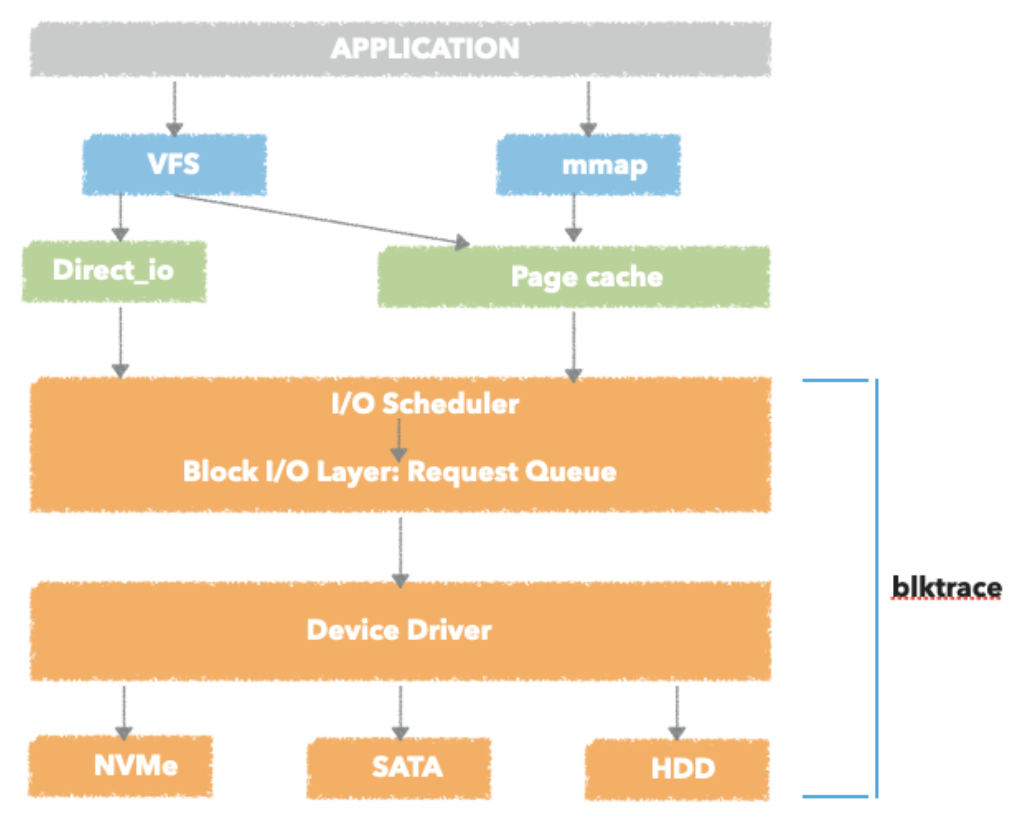 APPLICATION
VFS
mmap
Direct_io
Page cache
I/O Scheduler
Block I/O Layer: Request Queue
blktrace
Device Driver
NVMe
SATA
HDD